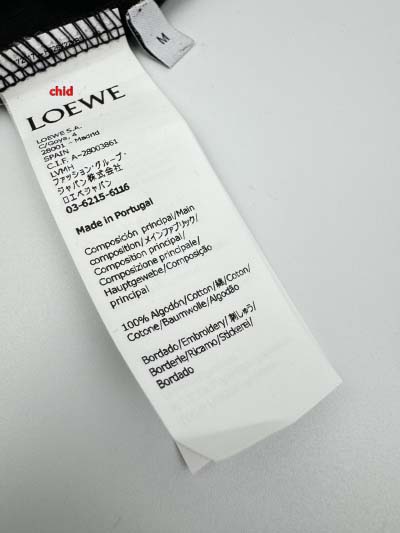 M
chid
LOEWE
LOEWE S.A.
C/Goya, 4
28001 - Madrid
SPAIN
C.I.F. A-28003861
LVMH
ファッション・グループ・
ジャパン株式会社
ロエベジャパン
03-6215-6116
Made in Portugal
Composición principal/Main
composition/メインファブリック/
Composition principal/
Composizione principale/
Hauptgewebe/Composição
principal
100% Algodón/Cotton/綿/Coton/
Cotone/Baumwolle/Algodão
Bordado/Embroidery/刺しゅう/
Borderie/Ricamo/Stickerei/
Bordado